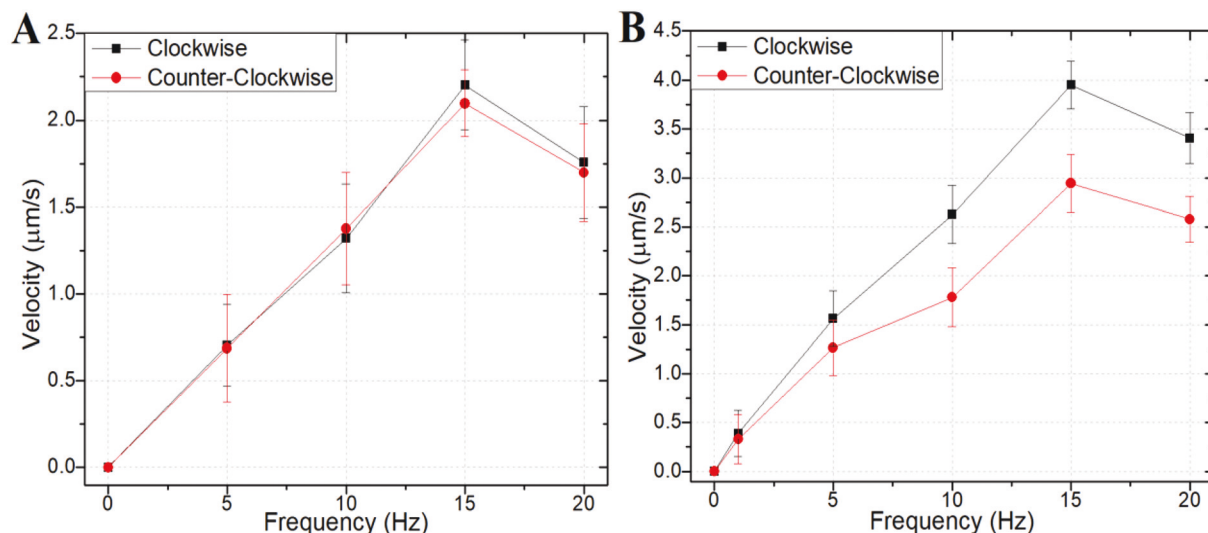 A
Clockwise
Counter-Clockwise
2.5
2.0
1.5
1.0
0.5
0.0
Velocity (μm/s)
0 5 10 15 20
Frequency (Hz)
B
Clockwise
Counter-Clockwise
4.5
4.0
3.5
3.0
2.5
2.0
1.5
1.0
0.5
0.0
Velocity (μm/s)
0 5 10 15 20
Frequency (Hz)